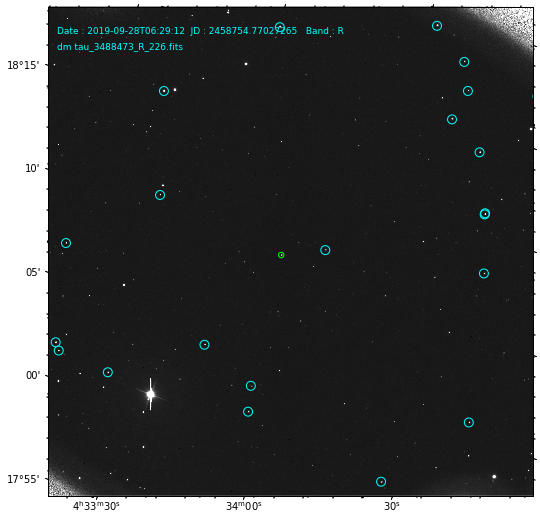 Date : 2019-09-28T06:29:12 JD : 2458754.77027265 Band : R
dm tau_3488473_R_226.fits
18°15'
10'
05'
00'
17°55'
4ʰ33ᵐ30ˢ 34ᵐ00ˢ 30ˢ